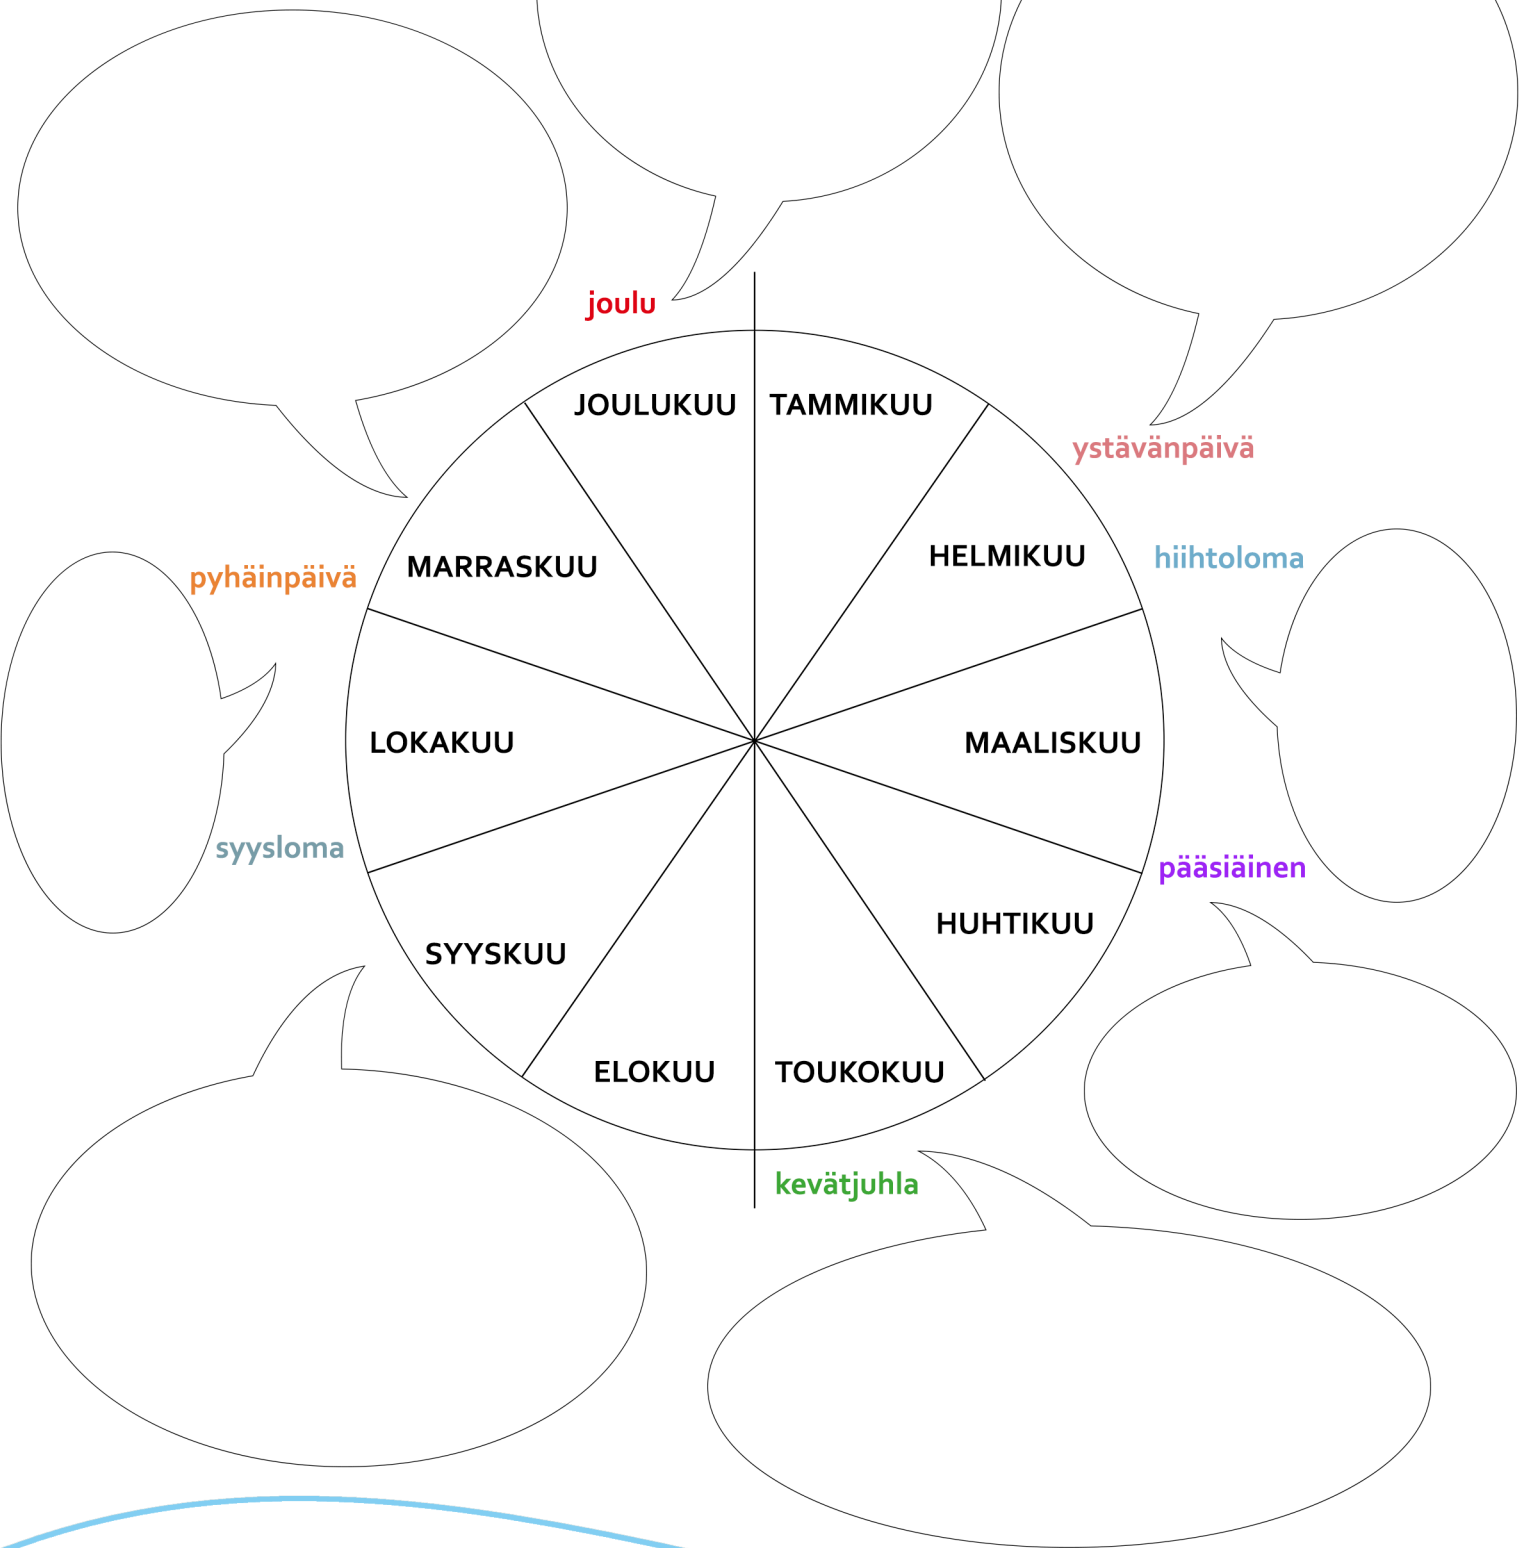 joulu
JOULUKUU
TAMMIKUU
ystävänpäivä
HELMIKUU
hiihtoloma
MARRASKUU
pyhäinpäivä
LOKAKUU
MAALISKUU
syysloma
pääsiäinen
HUHTIKUU
SYYSKUU
ELOKUU
TOUKOKUU
kevätjuhla